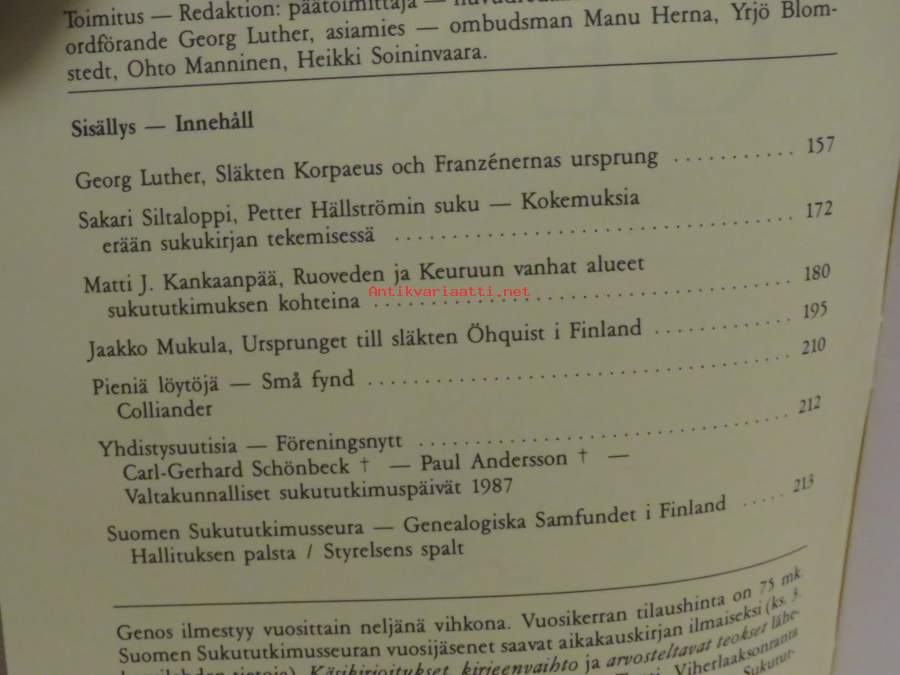 Toimitus — Redaktion: päätoimittaja —
ordförande Georg Luther, asiamies — ombudsman Manu Herna, Yrjö Blom-
stedt, Ohto Manninen, Heikki Soininvaara.
Sisällys — Innehåll
Georg Luther, Släkten Korpaeus och Franzénernas ursprung ........... 157
Sakari Siltaloppi, Petter Hällströmin suku — Kokemuksia
erään sukukirjan tekemisessä .................................... 172
Matti J. Kankaanpää, Ruoveden ja Keuruun vanhat alueet
sukututkimuksen kohteina .................................... 180
Antikvariaatti.net
Jaakko Mukula, Ursprunget till släkten Öhquist i Finland ............ 195
Pieniä löytöjä — Små fynd ...................................... 210
Colliander
Yhdistysuutisia — Föreningsnytt ................................. 212
Carl-Gerhard Schönbeck † — Paul Andersson † —
Valtakunnalliset sukututkimuspäivät 1987
Suomen Sukututkimusseura — Genealogiska Samfundet i Finland ..... 213
Hallituksen palsta / Styrelsens spalt
Genos ilmestyy vuosittain neljänä vihkona. Vuosikerran tilaushinta on 75 mk
Suomen Sukututkimusseuran vuosijäsenet saavat aikakauskirjan ilmaiseksi (ks. 3.
Käsikirjoitukset, kirjeenvaihto ja arvosteltavat teokset lähe-
Viherlaaksonranta
Sukutut-